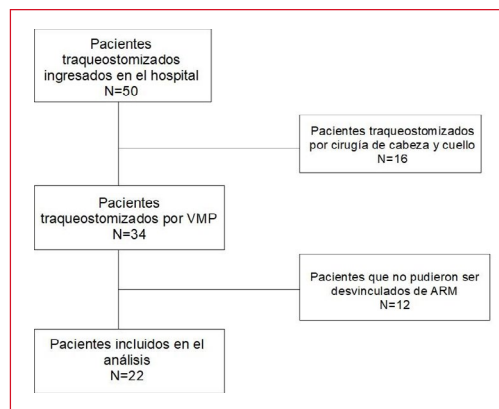 Pacientes
traqueostomizados
ingresados en el hospital
N=50
Pacientes traqueostomizados
por cirugía de cabeza y cuello
N=16
Pacientes
traqueostomizados por VMP
N=34
Pacientes que no pudieron ser
desvinculados de ARM
N=12
Pacientes incluidos en el
análisis
N=22